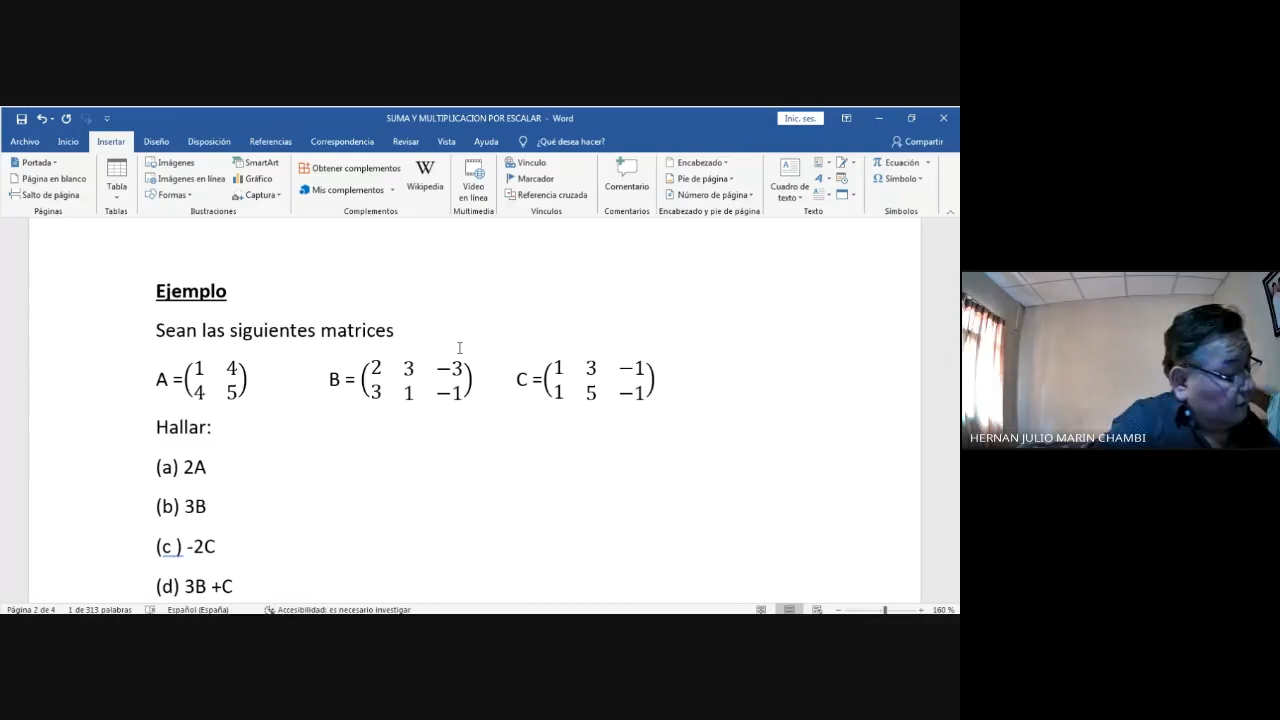 SUMA Y MULTIPLICACION POR ESCALAR - Word
Inic. ses.
Archivo Inicio Insertar Diseño Disposición Referencias Correspondencia Revisar Vista Ayuda ¿Qué desea hacer? Compartir
Portada
Página en blanco
Salto de página
Páginas
Tabla
Tablas
Imágenes
Imágenes en línea
Formas
SmartArt
Gráfico
Captura
Ilustraciones
Obtener complementos
Mis complementos
W
Wikipedia
Complementos
Vídeo
en línea
Multimedia
Vínculo
Marcador
Referencia cruzada
Vínculos
Comentario
Comentarios
Encabezado
Pie de página
Número de página
Encabezado y pie de página
Cuadro de
texto
Texto
π Ecuación
Ω Símbolo
Símbolos
Ejemplo
Sean las siguientes matrices
A =(1 4 B = (2 3 −3) C =(1 3 −1)
4 5) 3 1 −1 1 5 −1
Hallar:
(a) 2A
(b) 3B
(c ) -2C
(d) 3B +C
HERNAN JULIO MARIN CHAMBI
Página 2 de 4 1 de 313 palabras Español (España) Accesibilidad: es necesario investigar 160 %